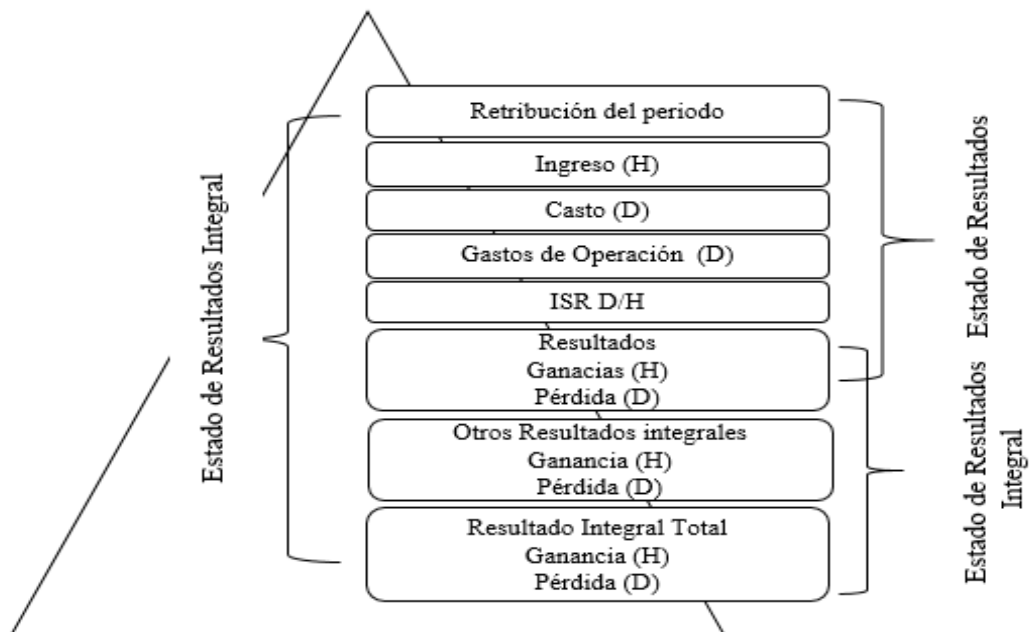 Estado de Resultados Integral
Retribución del periodo
Ingreso (H)
Casto (D)
Gastos de Operación (D)
ISR D/H
Resultados
Ganacias (H)
Pérdida (D)
Otros Resultados integrales
Ganancia (H)
Pérdida (D)
Resultado Integral Total
Ganancia (H)
Pérdida (D)
Estado de Resultados
Estado de Resultados
Integral